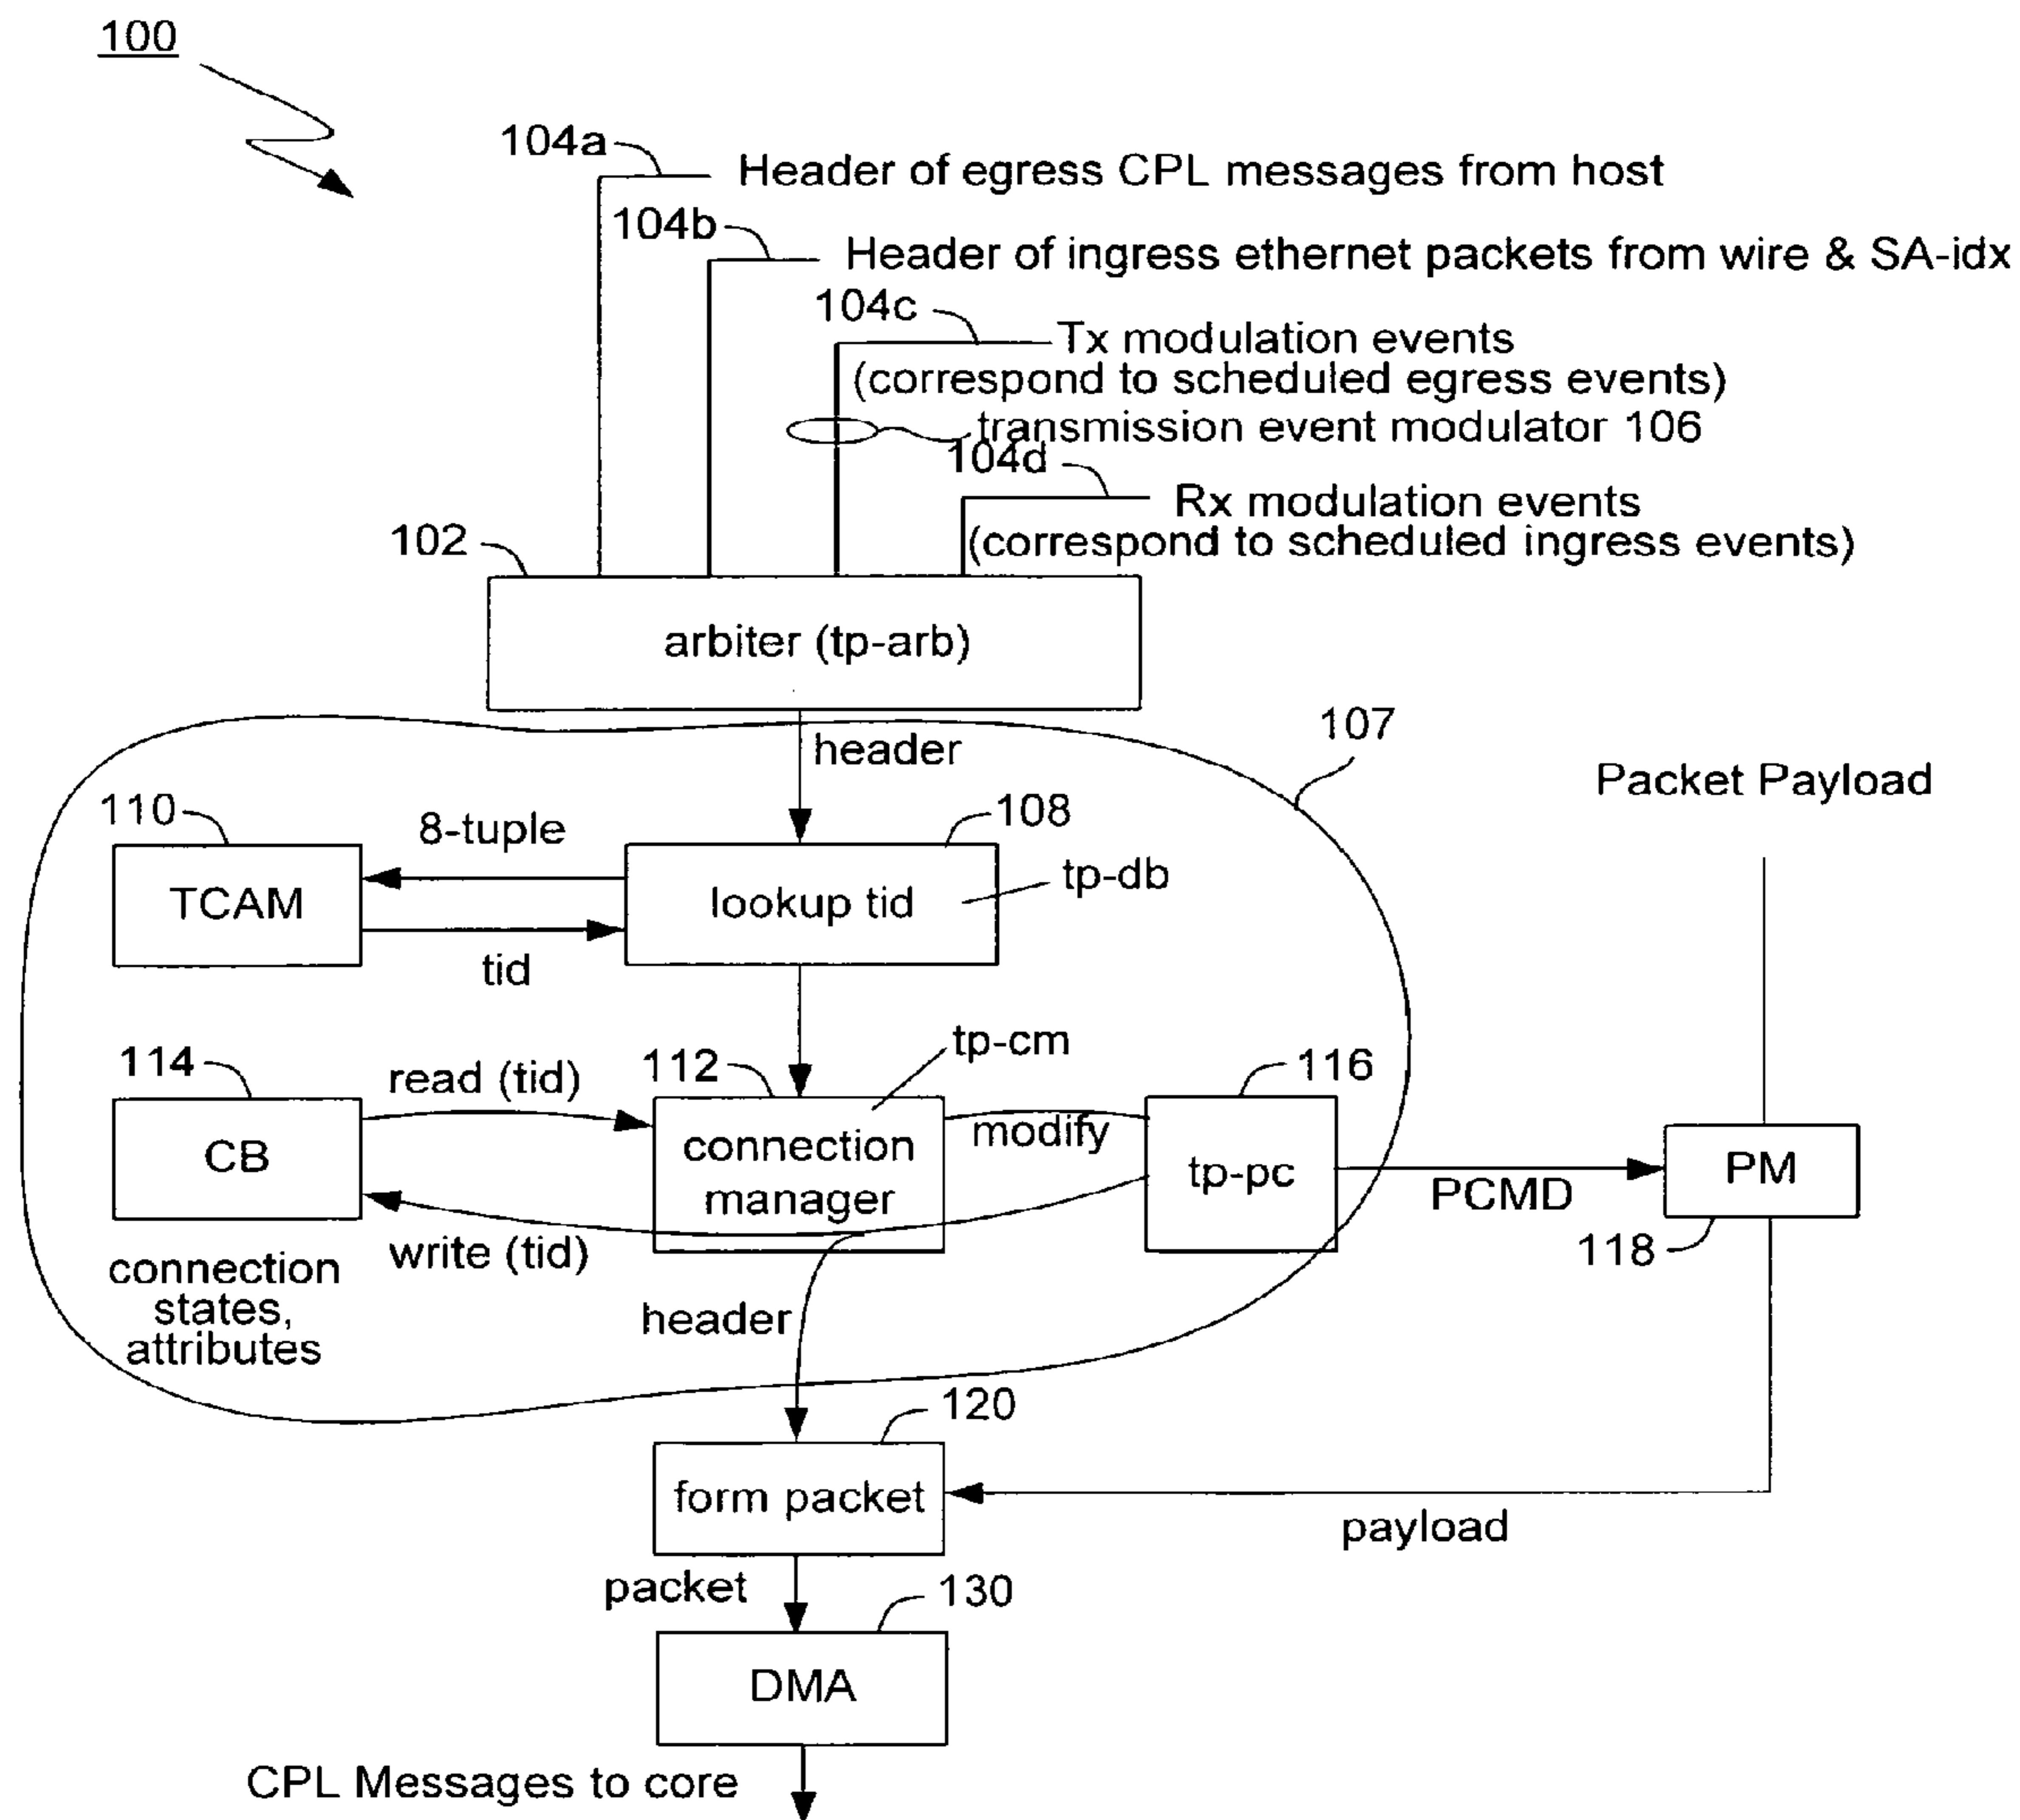 100
104a
Header of egress CPL messages from host
104b
Header of ingress ethernet packets from wire & SA-idx
104c
Tx modulation events
(correspond to scheduled egress events)
transmission event modulator 106
104d
Rx modulation events
(correspond to scheduled ingress events)
102
arbiter (tp-arb)
107
header
Packet Payload
110
8-tuple
108
TCAM
lookup tid
tp-db
tid
114
read (tid)
112
tp-cm
116
CB
connection
manager
modify
tp-pc
PCMD
PM
118
write (tid)
connection
states,
attributes
header
120
form packet
payload
packet
130
DMA
CPL Messages to core